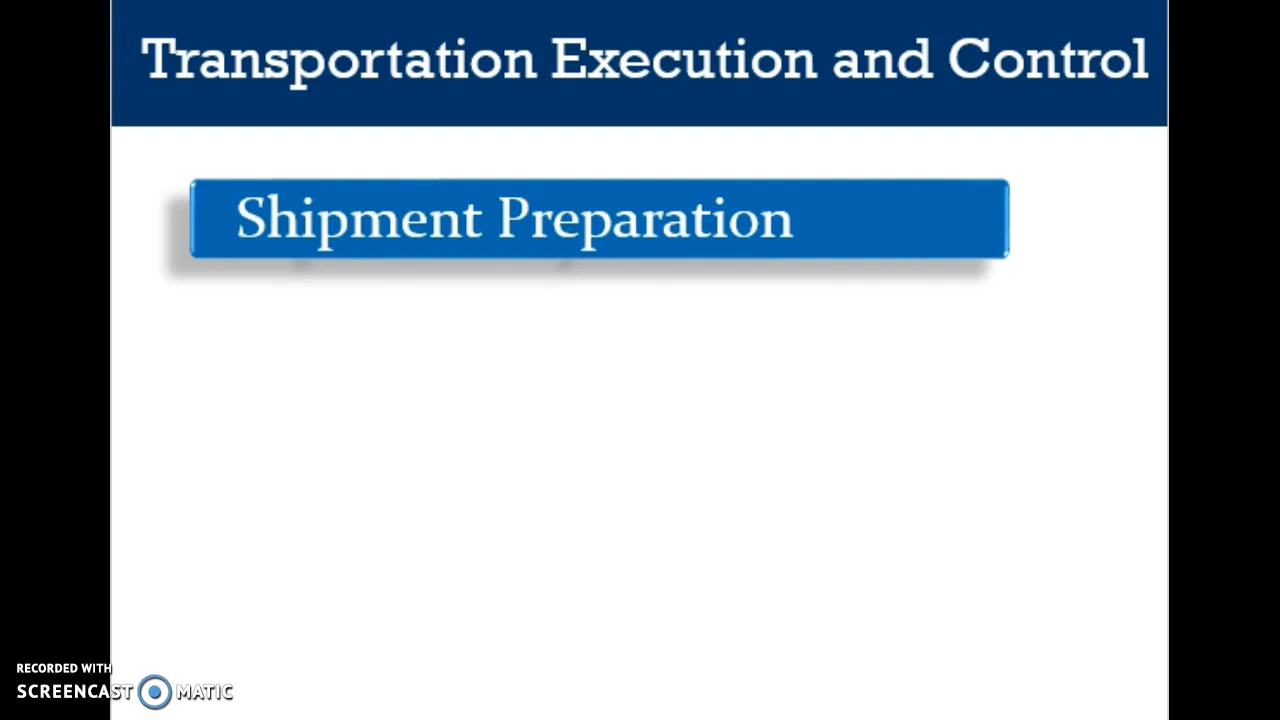 Transportation Execution and Control
Shipment Preparation
RECORDED WITH
SCREENCAST MATIC